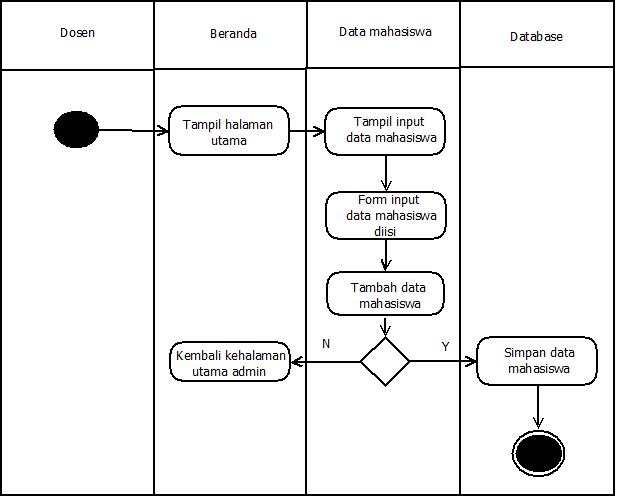 Dosen
Beranda
Data mahasiswa
Database
Tampil halaman
utama
Tampil input
data mahasiswa
Form input
data mahasiswa
diisi
Tambah data
mahasiswa
N
Y
Kembali kehalaman
utama admin
Simpan data
mahasiswa